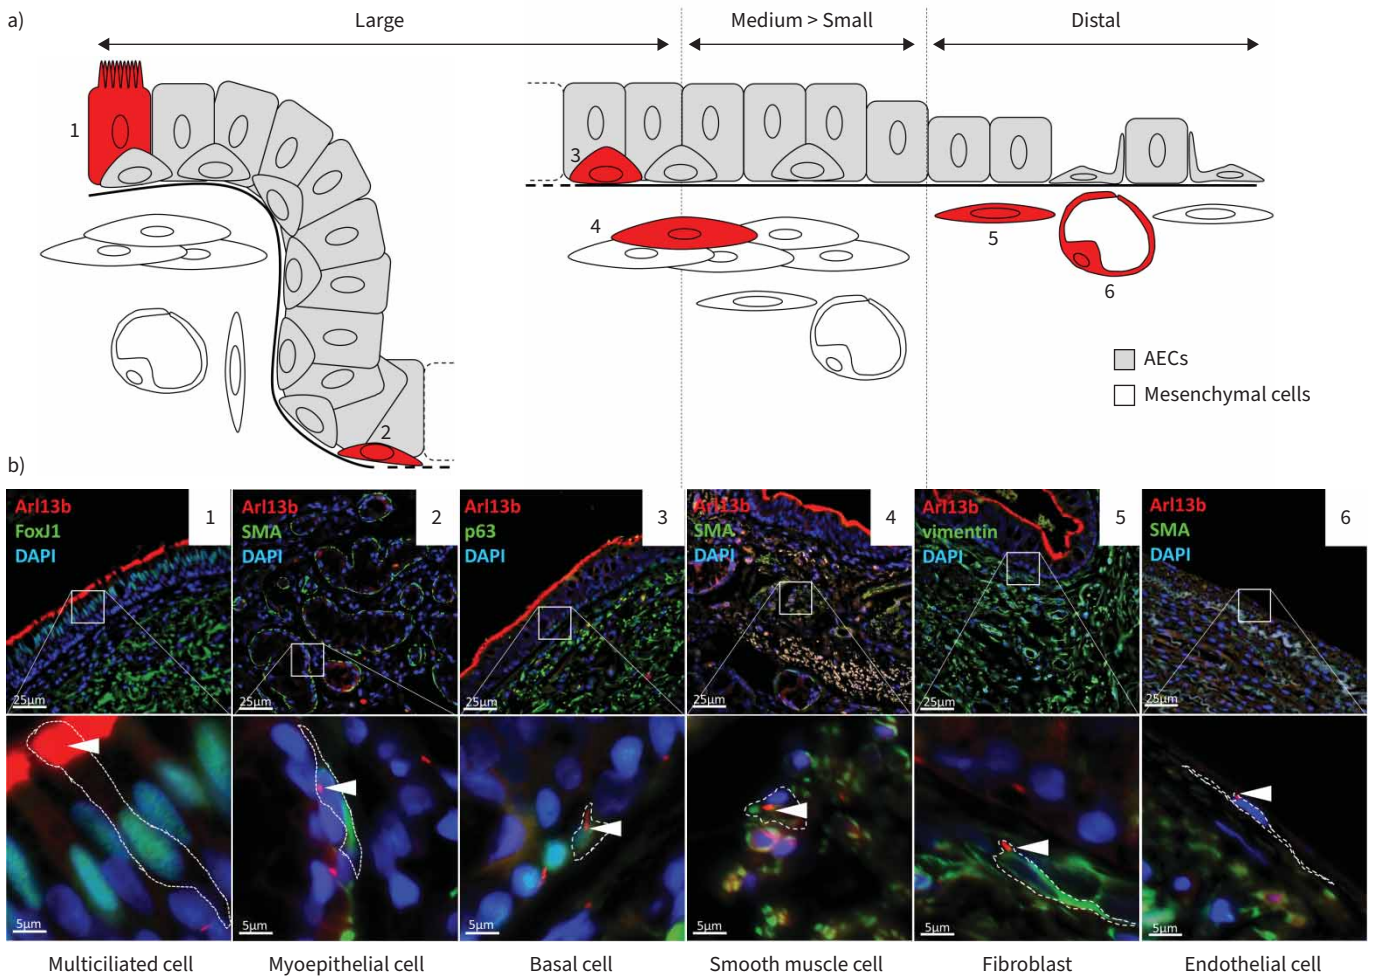 a)
Large
Medium > Small
Distal
1
3
4
5
6
2
AECs
Mesenchymal cells
b)
Arl13b
FoxJ1
DAPI
1
25µm
Arl13b
SMA
DAPI
2
25µm
Arl13b
p63
DAPI
3
25µm
Arl13b
SMA
DAPI
4
25µm
Arl13b
vimentin
DAPI
5
25µm
Arl13b
SMA
DAPI
6
25µm
5µm
5µm
5µm
5µm
5µm
5µm
Multiciliated cell
Myoepithelial cell
Basal cell
Smooth muscle cell
Fibroblast
Endothelial cell